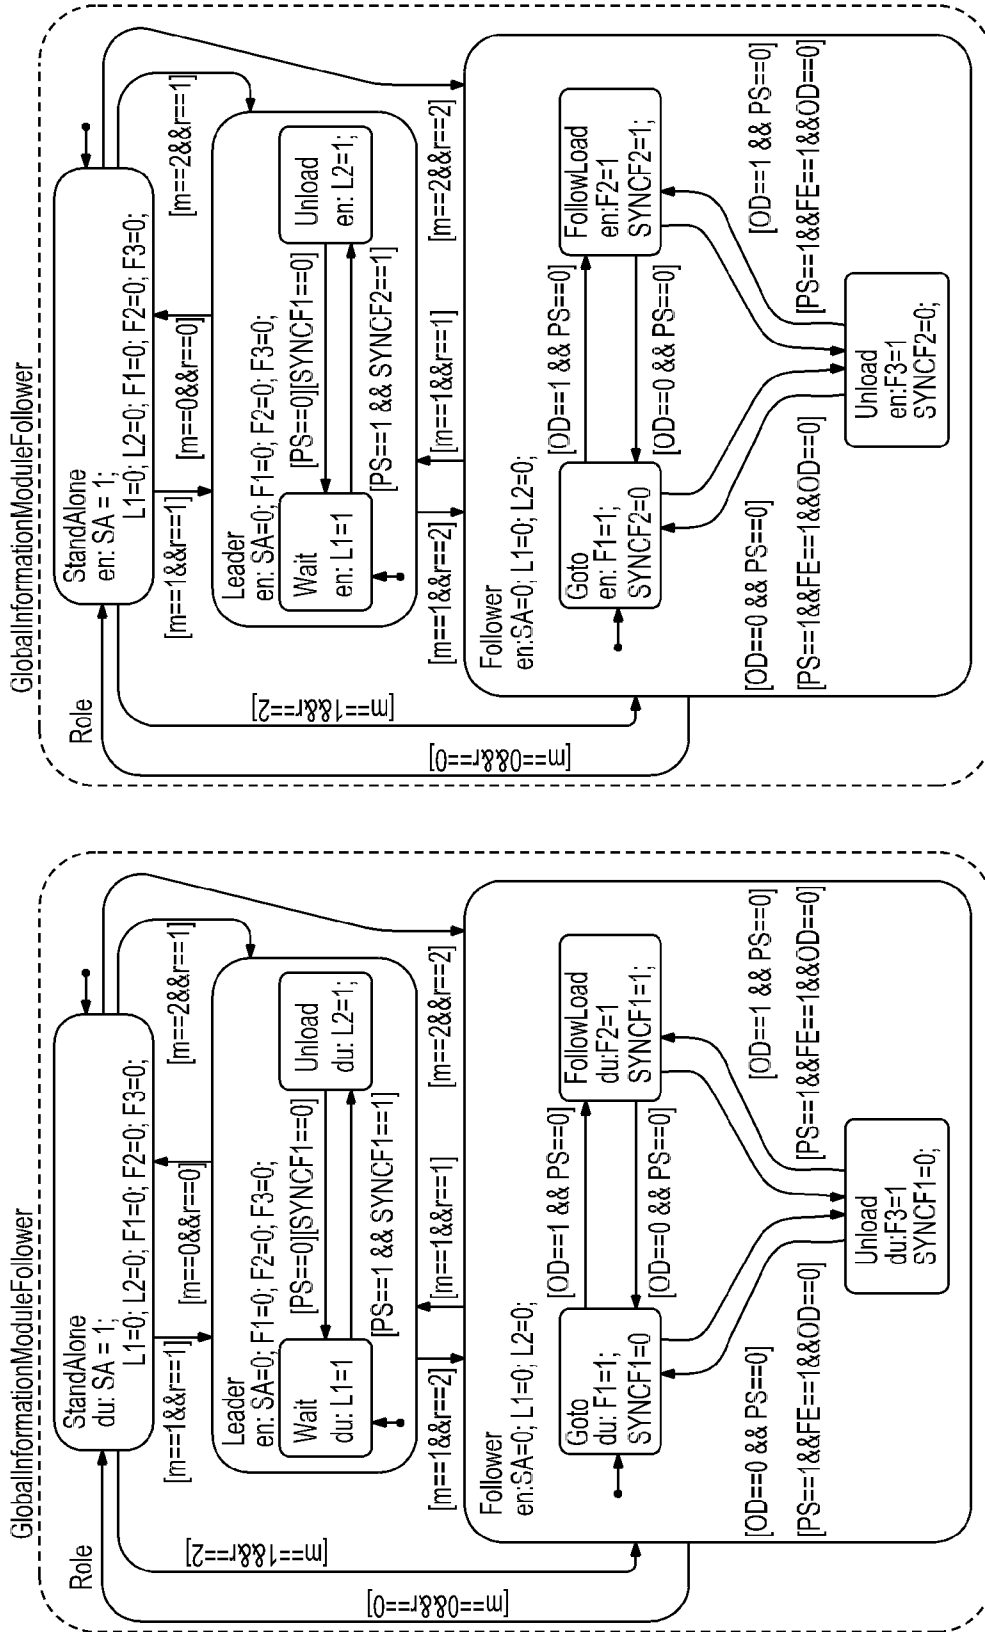 GlobalInformationModuleFollower
Role
StandAlone
du: SA = 1;
L1=0; L2=0; F1=0; F2=0; F3=0;
[m==1&&r==1]
[m==0&&r==0]
[m==2&&r==1]
Leader
en: SA=0; F1=0; F2=0; F3=0;
Wait
du: L1=1
[PS==0][SYNCF1==0]
[PS==1 && SYNCF1==1]
Unload
du: L2=1;
[m==1&&r==2]
[m==0&&r==0]
[m==1&&r==2]
[m==1&&r==1]
[m==2&&r==2]
Follower
en:SA=0; L1=0; L2=0;
Goto
du: F1=1;
SYNCF1=0
[OD==1 && PS==0]
[OD==0 && PS==0]
FollowLoad
du:F2=1
SYNCF1=1;
[OD==0 && PS==0]
[PS==1&&FE==1&&OD==0]
[OD==1 && PS==0]
[PS==1&&FE==1&&OD==0]
Unload
du:F3=1
SYNCF1=0;
GlobalInformationModuleFollower
Role
StandAlone
en: SA = 1;
L1=0; L2=0; F1=0; F2=0; F3=0;
[m==1&&r==1]
[m==0&&r==0]
[m==2&&r==1]
Leader
en: SA=0; F1=0; F2=0; F3=0;
Wait
en: L1=1
[PS==0][SYNCF1==0]
[PS==1 && SYNCF2==1]
Unload
en: L2=1;
[m==1&&r==2]
[m==0&&r==0]
[m==1&&r==2]
[m==1&&r==1]
[m==2&&r==2]
Follower
en:SA=0; L1=0; L2=0;
Goto
en: F1=1;
SYNCF2=0
[OD==1 && PS==0]
[OD==0 && PS==0]
FollowLoad
en:F2=1
SYNCF2=1;
[OD==0 && PS==0]
[PS==1&&FE==1&&OD==0]
[OD==1 && PS==0]
[PS==1&&FE==1&&OD==0]
Unload
en:F3=1
SYNCF2=0;